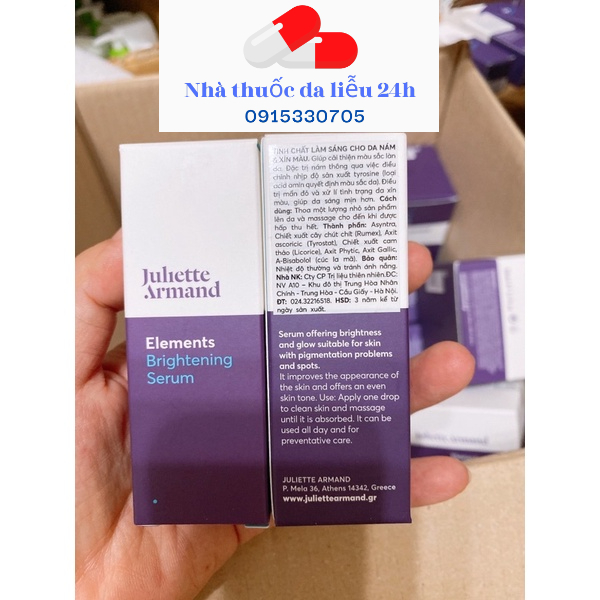 Nhà thuốc da liễu 24h
0915330705
Juliette
Armand
Elements
Brightening
Serum
TINH CHẤT LÀM SÁNG CHO DA NÁM
& XỈN MÀU. Giúp cải thiện màu sắc làn
da. Đặc trị nám thông qua việc điều
chỉnh nhịp độ sản xuất tyrosine (loại
acid amin quyết định màu sắc da). Điều
trị mẩn đỏ và xử lí tình trạng da xỉn
màu, giúp da sáng mịn hơn. Cách
dùng: Thoa một lượng nhỏ sản phẩm
lên da và massage cho đến khi được
hấp thu hết. Thành phần: Asyntra,
Chiết xuất cây chút chít (Rumex), Axit
ascoricic (Tyrostat), Chiết xuất cam
thảo (Licorice), Axit Phytic, Axit Gallic,
A-Bisabolol (cúc la mã). Bảo quản:
Nhiệt độ thường và tránh ánh nắng.
Nhà NK: Cty CP Trị liệu thiên nhiên.ĐC:
NV A10 – Khu đô thị Trung Hòa Nhân
Chính - Trung Hòa - Cầu Giấy - Hà Nội.
ĐT: 024.32216518. HSD: 3 năm kể từ
ngày sản xuất.
Serum offering brightness
and glow suitable for skin
with pigmentation problems
and spots.
It improves the appearance of
the skin and offers an even
skin tone. Use: Apply one drop
to clean skin and massage
until it is absorbed. It can be
used all day and for
preventative care.
JULIETTE ARMAND
P. Mela 36, Athens 14342, Greece
www.juliettearmand.gr